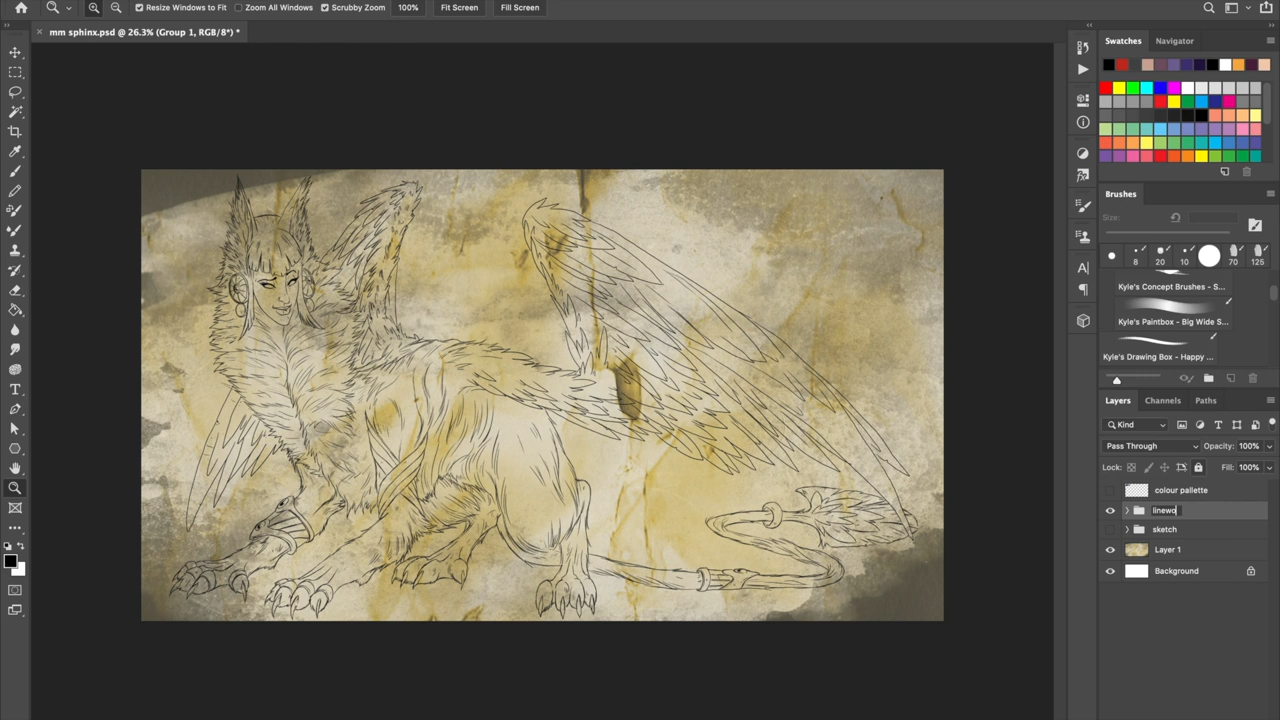 Resize Windows to Fit Zoom All Windows Scrubby Zoom 100% Fit Screen Fill Screen
mm sphinx.psd @ 26.3% (Group 1, RGB/8*) *
Swatches Navigator
Brushes
Size:
8 20 10 70 125
Kyle's Concept Brushes - S...
Kyle's Paintbox - Big Wide S...
Kyle's Drawing Box - Happy ...
Layers Channels Paths
Kind
Pass Through Opacity: 100%
Lock: Fill: 100%
colour pallette
linewo
sketch
Layer 1
Background